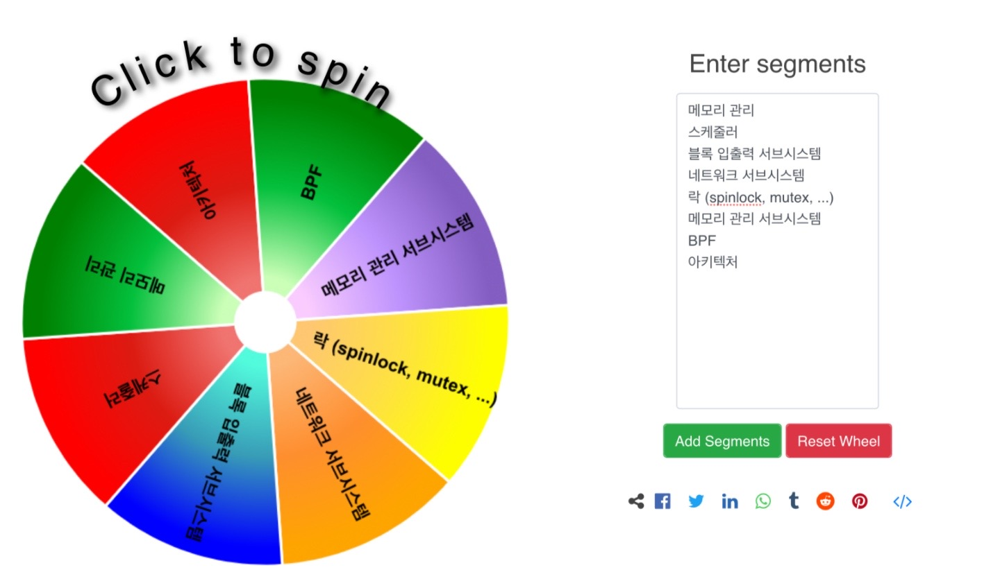 Click to spin
BPF
메모리 관리 서브시스템
락 (spinlock, mutex, ...)
네트워크 서브시스템
블록 입출력 서브시스템
스케줄러
메모리 관리
아키텍처
Enter segments
메모리 관리
스케줄러
블록 입출력 서브시스템
네트워크 서브시스템
락 (spinlock, mutex, ...)
메모리 관리 서브시스템
BPF
아키텍처
Add Segments Reset Wheel